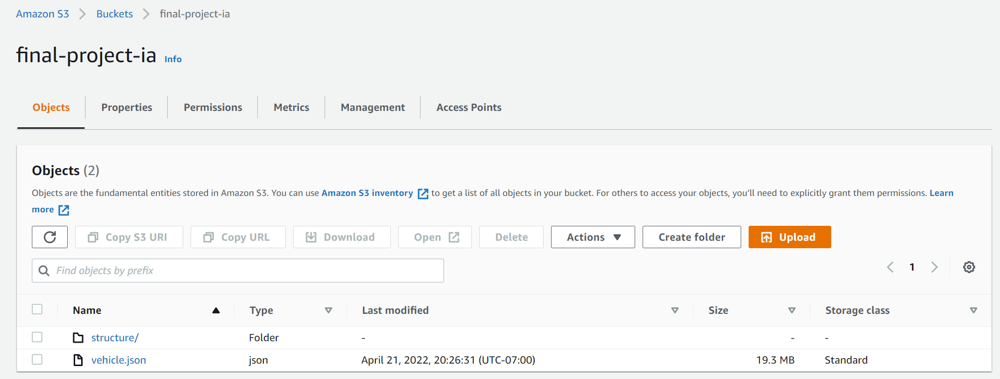 Amazon S3 > Buckets > final-project-ia
final-project-ia Info
Objects Properties Permissions Metrics Management Access Points
Objects (2)
Objects are the fundamental entities stored in Amazon S3. You can use Amazon S3 inventory to get a list of all objects in your bucket. For others to access your objects, you'll need to explicitly grant them permissions. Learn
more
Copy S3 URI Copy URL Download Open Delete Actions Create folder Upload
Find objects by prefix
1
Name Type Last modified Size Storage class
structure/ Folder - - -
vehicle.json json April 21, 2022, 20:26:31 (UTC-07:00) 19.3 MB Standard